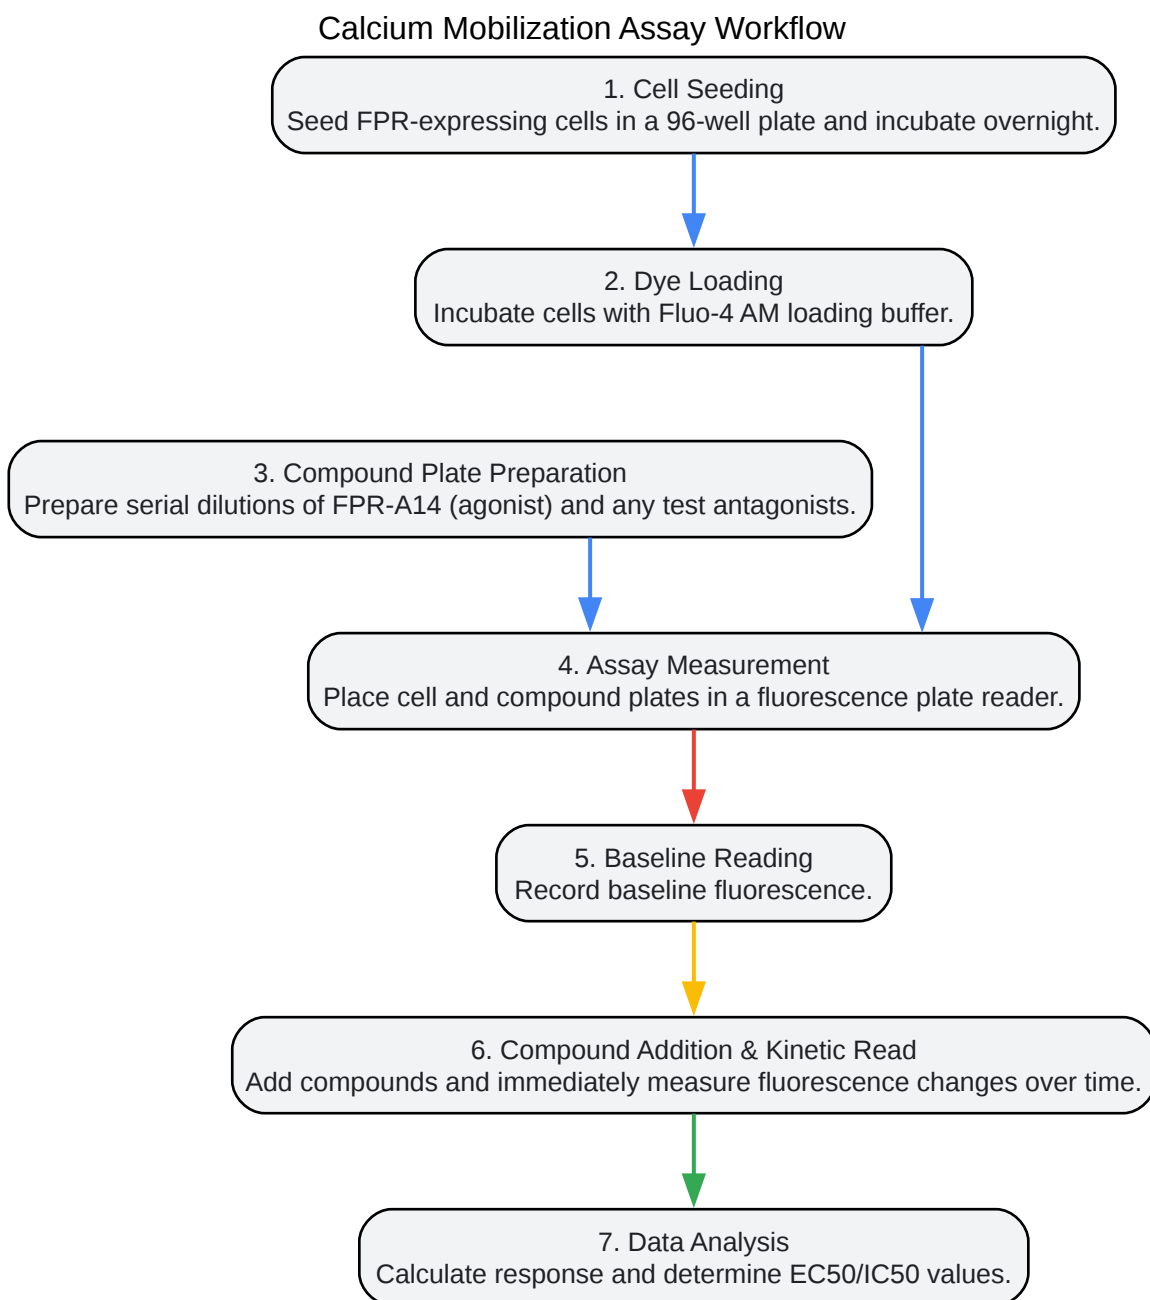 Calcium Mobilization Assay Workflow
1. Cell Seeding
Seed FPR-expressing cells in a 96-well plate and incubate overnight.
2. Dye Loading
Incubate cells with Fluo-4 AM loading buffer.
3. Compound Plate Preparation
Prepare serial dilutions of FPR-A14 (agonist) and any test antagonists.
4. Assay Measurement
Place cell and compound plates in a fluorescence plate reader.
5. Baseline Reading
Record baseline fluorescence.
6. Compound Addition & Kinetic Read
Add compounds and immediately measure fluorescence changes over time.
7. Data Analysis
Calculate response and determine EC50/IC50 values.